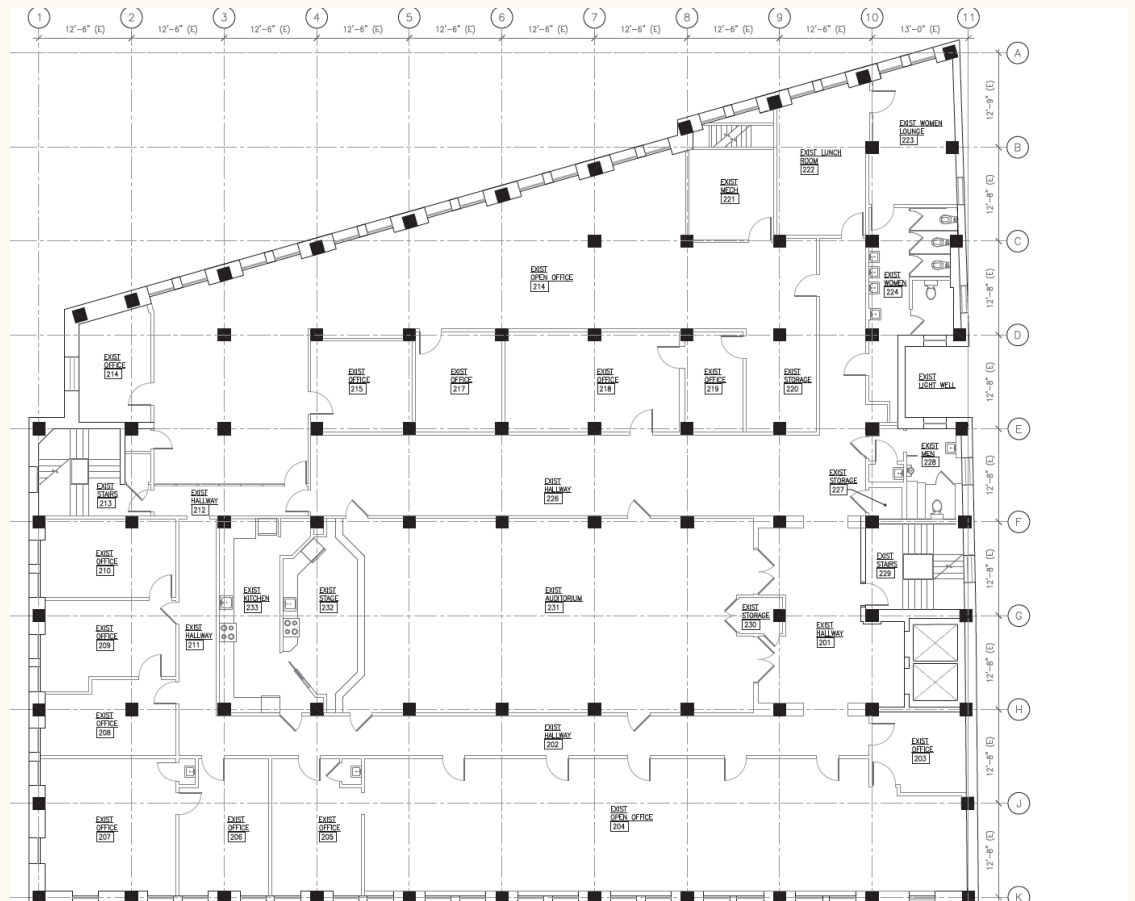 1 2 3 4 5 6 7 8 9 10 11
12'-6" (E) 12'-6" (E) 12'-6" (E) 12'-6" (E) 12'-6" (E) 12'-6" (E) 12'-6" (E) 12'-6" (E) 12'-6" (E) 13'-0" (E)
A
12'-9" (E)
EXIST WOMEN
LOUNGE
223
B
EXIST LUNCH
ROOM
222
EXIST
MECH
221
12'-8" (E)
C
EXIST
OPEN OFFICE
214
EXIST
WOMEN
224
12'-8" (E)
D
EXIST
OFFICE
214
EXIST
OFFICE
215
EXIST
OFFICE
217
EXIST
OFFICE
218
EXIST
OFFICE
219
EXIST
STORAGE
220
EXIST
LIGHT WELL
12'-8" (E)
E
EXIST
MEN
228
EXIST
STORAGE
227
EXIST
STAIRS
213
EXIST
HALLWAY
212
EXIST
HALLWAY
226
12'-8" (E)
F
EXIST
OFFICE
210
EXIST
STAIRS
229
EXIST
KITCHEN
233
EXIST
STAGE
232
EXIST
AUDITORIUM
231
EXIST
STORAGE
230
12'-8" (E)
G
EXIST
OFFICE
209
EXIST
HALLWAY
211
EXIST
HALLWAY
201
12'-8" (E)
H
EXIST
OFFICE
208
EXIST
HALLWAY
202
EXIST
OFFICE
203
12'-8" (E)
J
EXIST
OFFICE
207
EXIST
OFFICE
206
EXIST
OFFICE
205
EXIST
OPEN OFFICE
204
12'-8" (E)
K